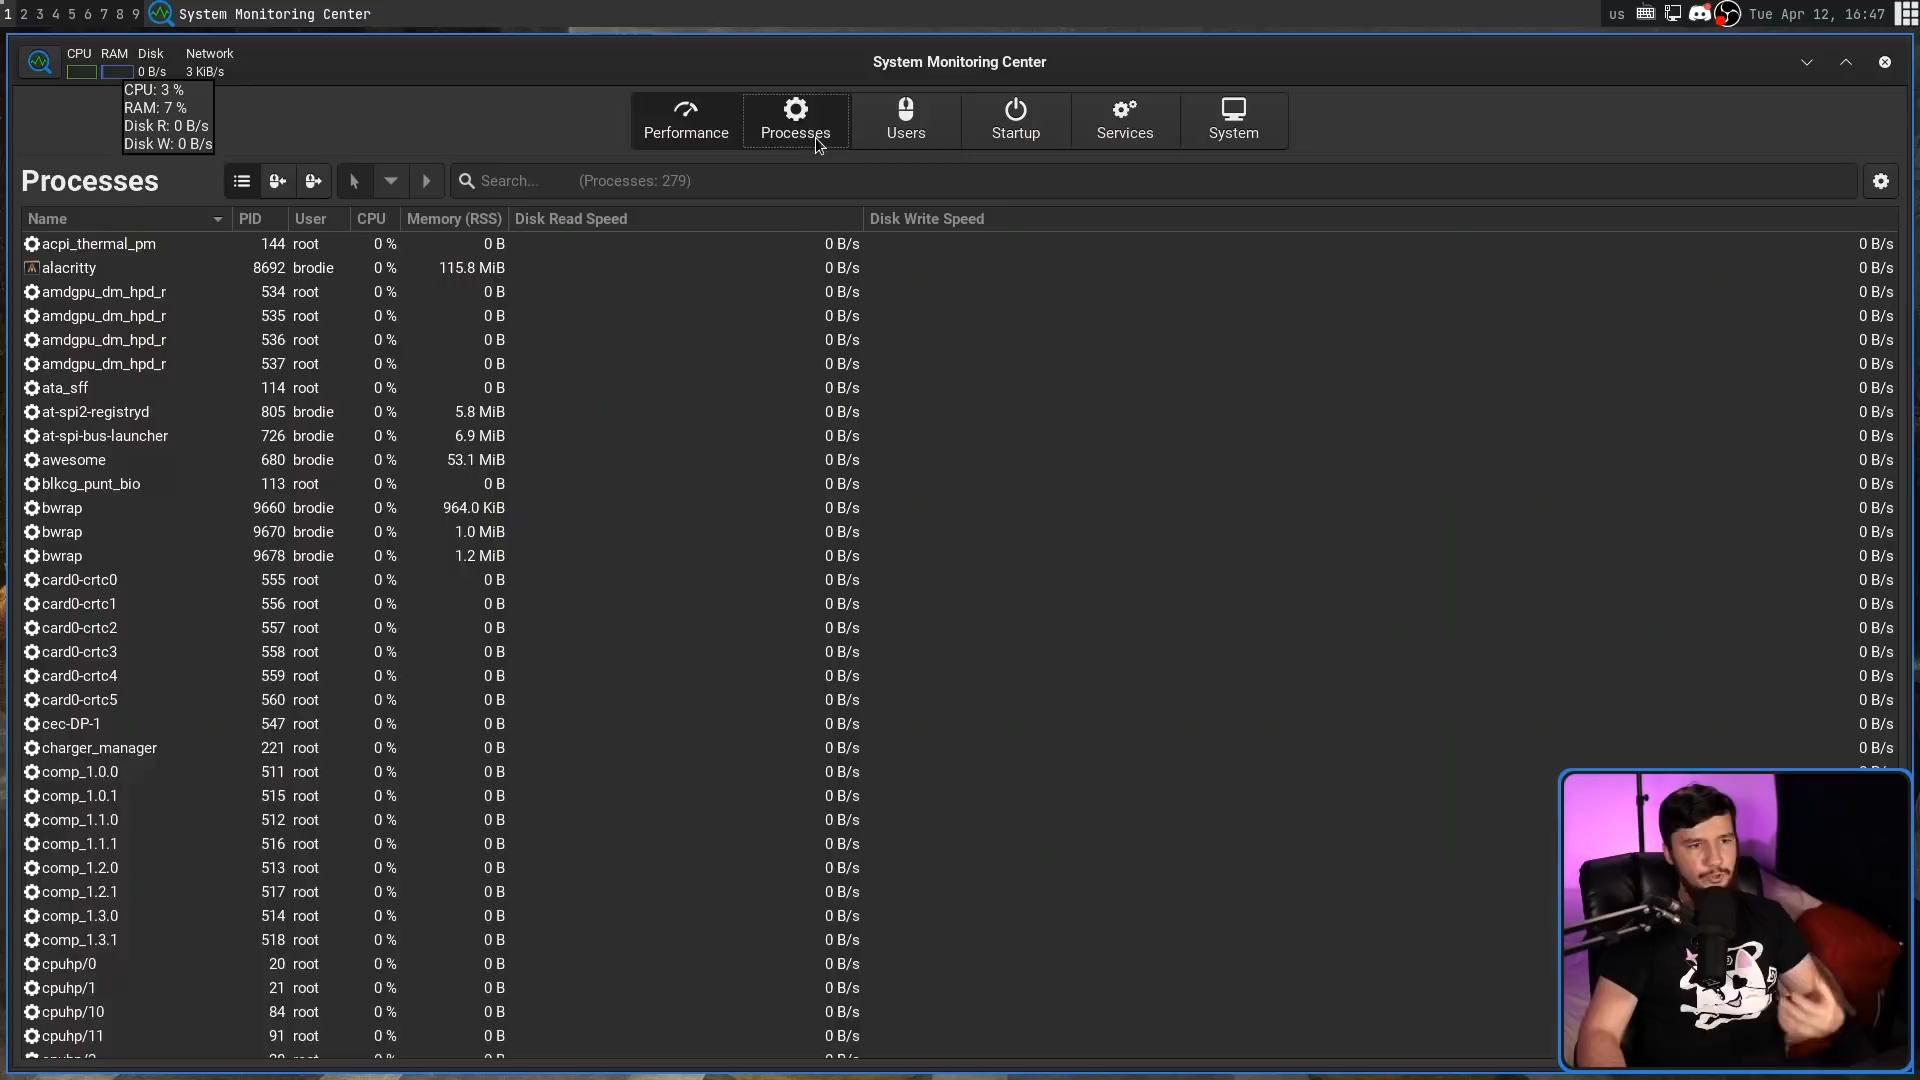 1 2 3 4 5 6 7 8 9 System Monitoring Center us Tue Apr 12, 16:47
CPU RAM Disk Network
0 B/s 3 KiB/s
System Monitoring Center
CPU: 3 %
RAM: 7 %
Disk R: 0 B/s
Disk W: 0 B/s
Performance Processes Users Startup Services System
Processes Search... (Processes: 279)
Name PID User CPU Memory (RSS) Disk Read Speed Disk Write Speed
acpi_thermal_pm 144 root 0 % 0 B 0 B/s 0 B/s
alacritty 8692 brodie 0 % 115.8 MiB 0 B/s 0 B/s
amdgpu_dm_hpd_r 534 root 0 % 0 B 0 B/s 0 B/s
amdgpu_dm_hpd_r 535 root 0 % 0 B 0 B/s 0 B/s
amdgpu_dm_hpd_r 536 root 0 % 0 B 0 B/s 0 B/s
amdgpu_dm_hpd_r 537 root 0 % 0 B 0 B/s 0 B/s
ata_sff 114 root 0 % 0 B 0 B/s 0 B/s
at-spi2-registryd 805 brodie 0 % 5.8 MiB 0 B/s 0 B/s
at-spi-bus-launcher 726 brodie 0 % 6.9 MiB 0 B/s 0 B/s
awesome 680 brodie 0 % 53.1 MiB 0 B/s 0 B/s
blkcg_punt_bio 113 root 0 % 0 B 0 B/s 0 B/s
bwrap 9660 brodie 0 % 964.0 KiB 0 B/s 0 B/s
bwrap 9670 brodie 0 % 1.0 MiB 0 B/s 0 B/s
bwrap 9678 brodie 0 % 1.2 MiB 0 B/s 0 B/s
card0-crtc0 555 root 0 % 0 B 0 B/s 0 B/s
card0-crtc1 556 root 0 % 0 B 0 B/s 0 B/s
card0-crtc2 557 root 0 % 0 B 0 B/s 0 B/s
card0-crtc3 558 root 0 % 0 B 0 B/s 0 B/s
card0-crtc4 559 root 0 % 0 B 0 B/s 0 B/s
card0-crtc5 560 root 0 % 0 B 0 B/s 0 B/s
cec-DP-1 547 root 0 % 0 B 0 B/s 0 B/s
charger_manager 221 root 0 % 0 B 0 B/s 0 B/s
comp_1.0.0 511 root 0 % 0 B 0 B/s
comp_1.0.1 515 root 0 % 0 B 0 B/s
comp_1.1.0 512 root 0 % 0 B 0 B/s
comp_1.1.1 516 root 0 % 0 B 0 B/s
comp_1.2.0 513 root 0 % 0 B 0 B/s
comp_1.2.1 517 root 0 % 0 B 0 B/s
comp_1.3.0 514 root 0 % 0 B 0 B/s
comp_1.3.1 518 root 0 % 0 B 0 B/s
cpuhp/0 20 root 0 % 0 B 0 B/s
cpuhp/1 21 root 0 % 0 B 0 B/s
cpuhp/10 84 root 0 % 0 B 0 B/s
cpuhp/11 91 root 0 % 0 B 0 B/s